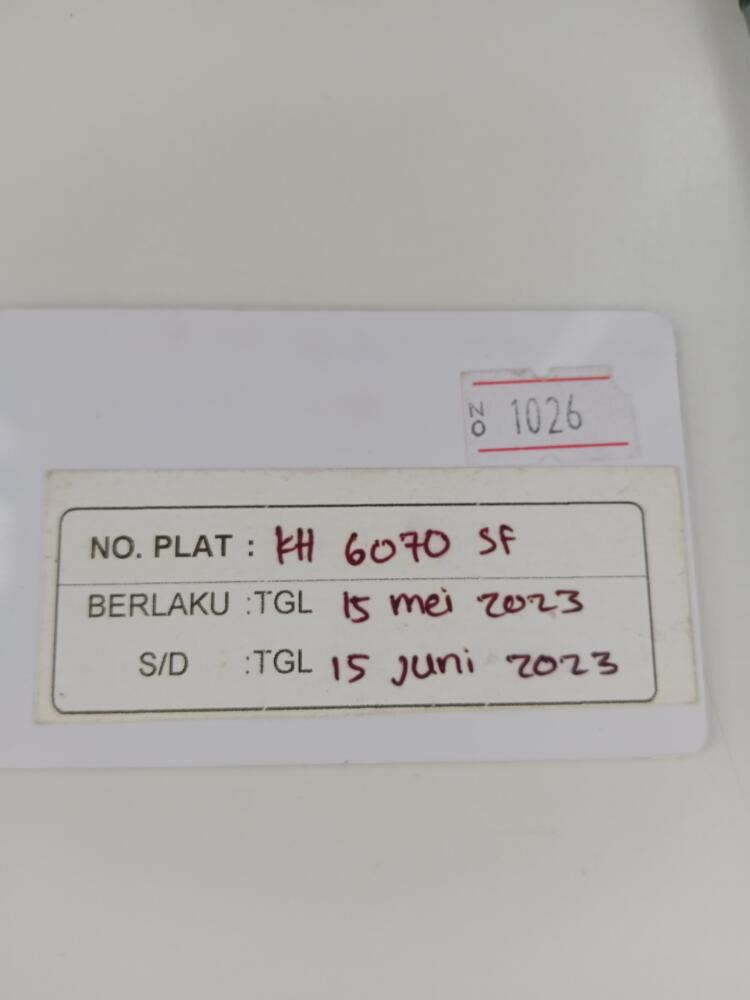 NO 1026
NO. PLAT : KH 6070 SF
BERLAKU :TGL 15 mei 2023
S/D :TGL 15 juni 2023